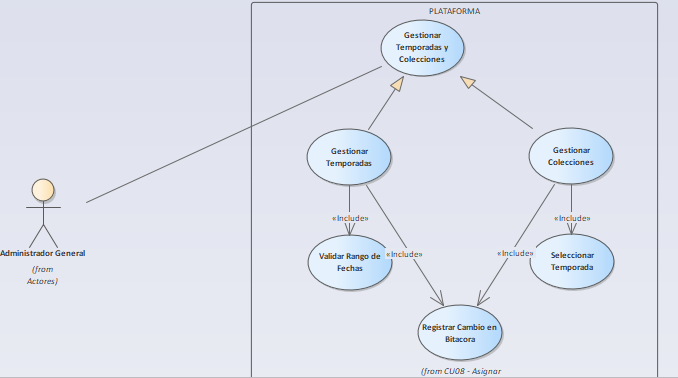 PLATAFORMA
Gestionar
Temporadas y
Colecciones
Gestionar
Temporadas
Gestionar
Colecciones
«Include»
«Include»
Administrador General
(from
Actores)
Validar Rango de
Fechas
«Include»
«Include»
Seleccionar
Temporada
Registrar Cambio en
Bitacora
(from CU08 - Asignar